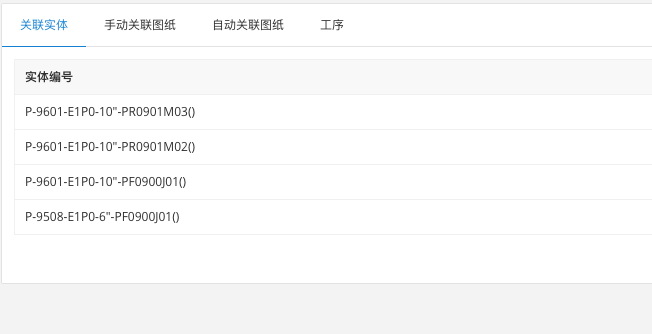 关联实体 手动关联图纸 自动关联图纸 工序
实体编号
P-9601-E1P0-10"-PR0901M03()
P-9601-E1P0-10"-PR0901M02()
P-9601-E1P0-10"-PF0900J01()
P-9508-E1P0-6"-PF0900J01()